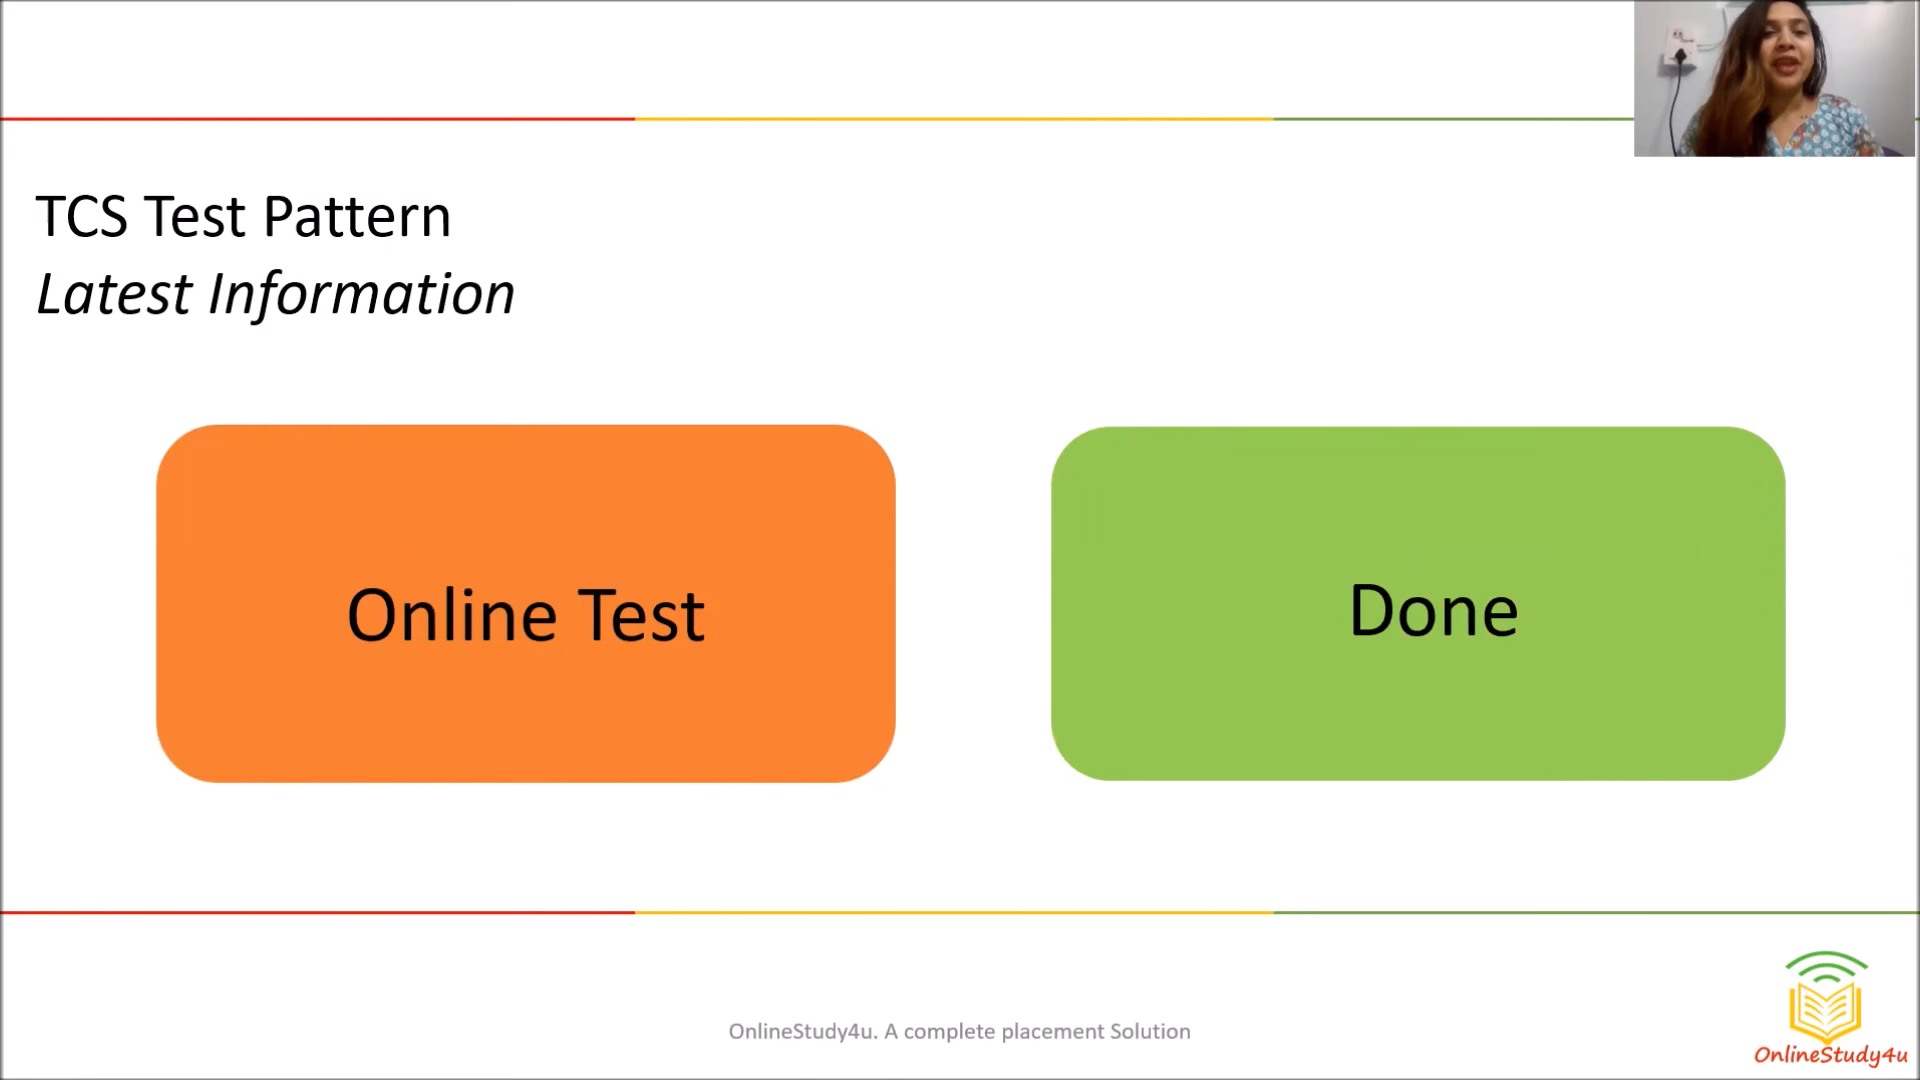 TCS Test Pattern
Latest Information
Online Test
Done
OnlineStudy4u. A complete placement Solution
OnlineStudy4u